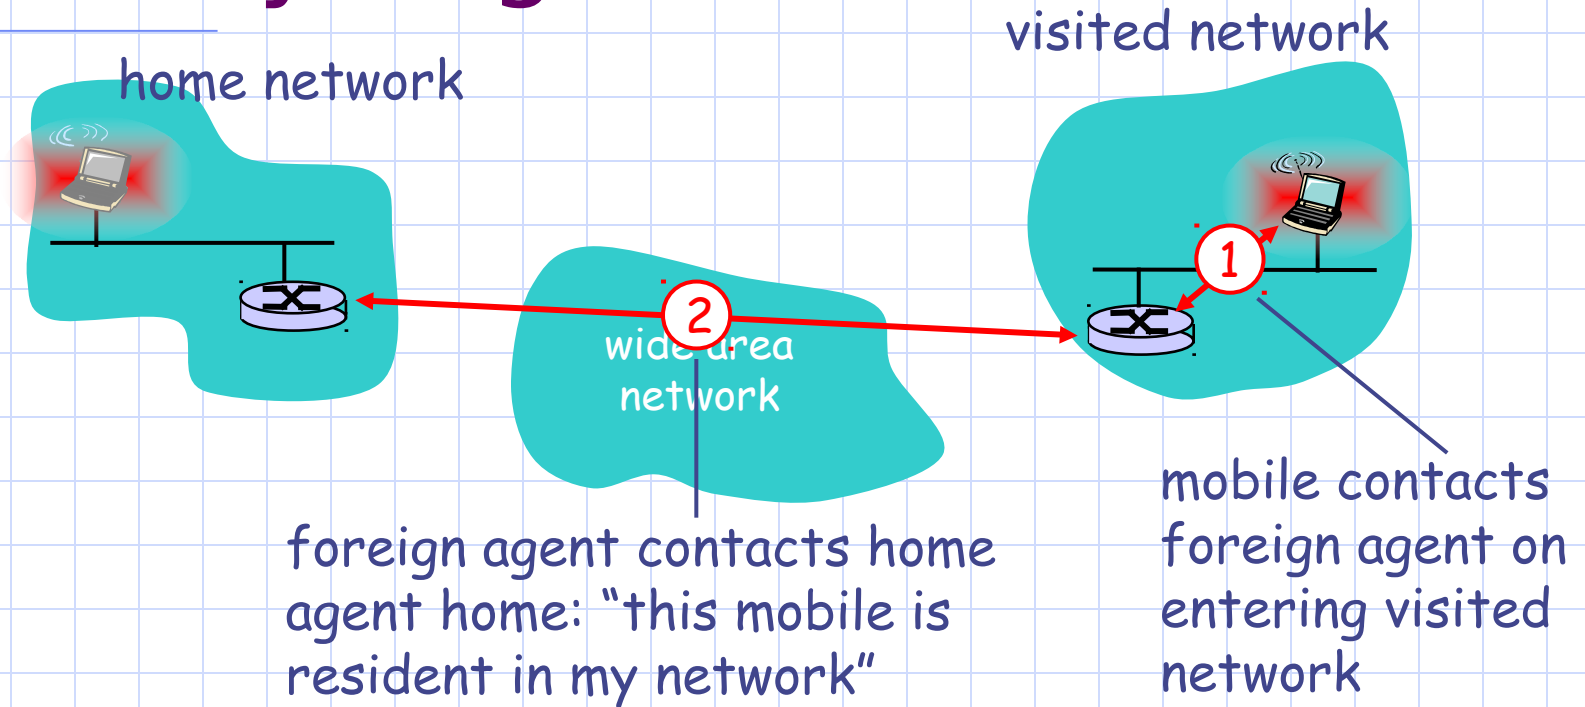 visited network
home network
1
2
wide area
network
mobile contacts
foreign agent on
entering visited
network
foreign agent contacts home
agent home: “this mobile is
resident in my network”